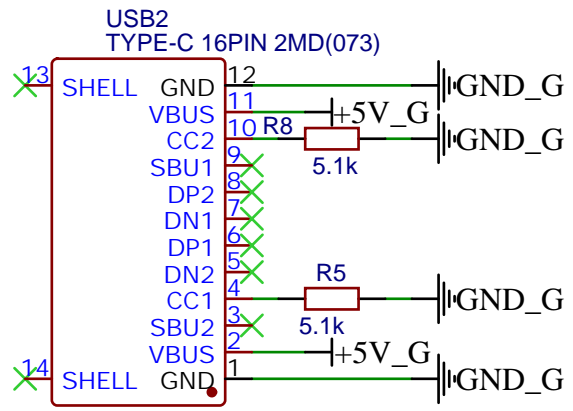 USB2
TYPE-C 16PIN 2MD(073)
13 SHELL GND 12 GND_G
VBUS 11 +5V_G
CC2 10 R8 5.1k GND_G
SBU1 9
DP2 8
DN1 7
DP1 6
DN2 5
R5
CC1 4 GND_G
5.1k
SBU2 3
VBUS 2 +5V_G
14 SHELL GND 1 GND_G